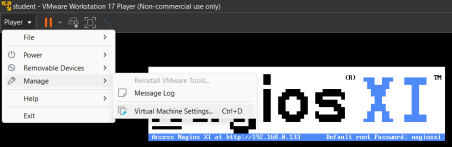 student - VMware Workstation 17 Player (Non-commercial use only)
Player
File
Power
Removable Devices
Manage
Reinstall VMware Tools...
Message Log
Virtual Machine Settings... Ctrl+D
Help
Exit
Nagios XI
(R)
TM
Access Nagios XI at http://192.168.0.133 Default root Password: nagiosxi